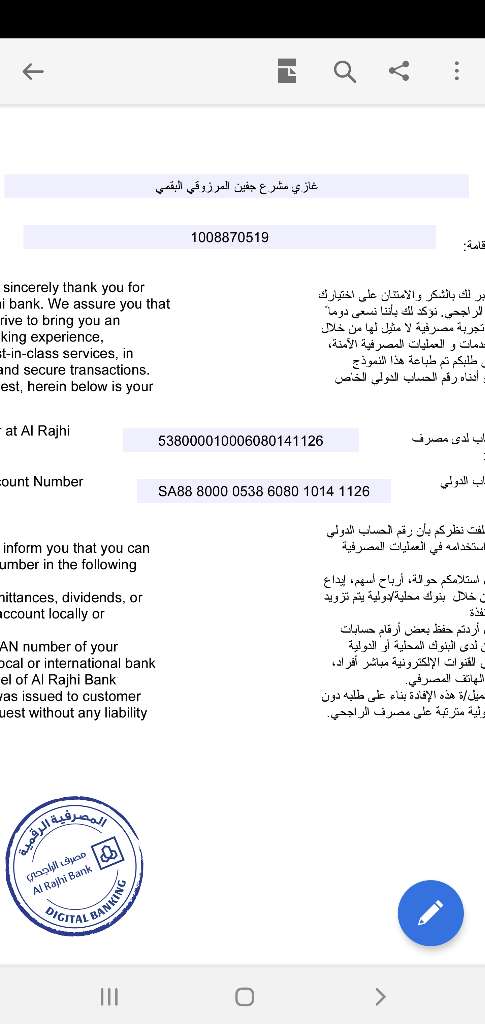 غازي مشرع جفين المرزوقي البقمي
1008870519
قامة:
sincerely thank you for
ni bank. We assure you that
rive to bring you an
king experience,
st-in-class services, in
and secure transactions.
est, herein below is your
بر لك بالشكر والامتنان على اختيارك
الراجحي. نؤكد لك بأننا نسعى دوماً
تجربة مصرفية لا مثيل لها من خلال
خدمات و العمليات المصرفية الآمنة،
ى طلبكم تم طباعة هذا النموذج
و أدناه رقم الحساب الدولي الخاص
r at Al Rajhi
538000010006080141126
اب لدى مصرف
count Number
SA88 8000 0538 6080 1014 1126
اب الدولي
inform you that you can
umber in the following
mittances, dividends, or
account locally or
AN number of your
ocal or international bank
el of Al Rajhi Bank
was issued to customer
uest without any liability
لفت نظركم بأن رقم الحساب الدولي
استخدامه في العمليات المصرفية
استلامكم حوالة، أرباح أسهم، إيداع
ن خلال بنوك محلية/دولية يتم تزويد
نفذة
أردتم حفظ بعض أرقام حسابات
ن لدى البنوك المحلية أو الدولية
ى القنوات الإلكترونية مباشر أفراد،
الهاتف المصرفي.
ميل/ة هذه الإفادة بناء على طلبه دون
ولية مترتبة على مصرف الراجحي.
المصرفية الرقمية
مصرف الراجحي
Al Rajhi Bank
DIGITAL BANKING